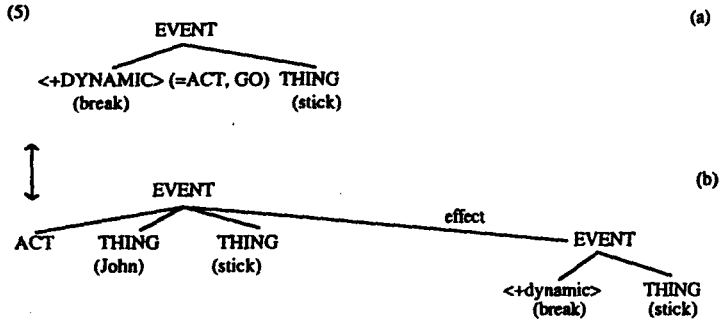 (5)
EVENT (a)
<+DYNAMIC> (=ACT, GO) THING
(break) (stick)
EVENT (b)
effect
ACT THING THING EVENT
(John) (stick)
<+dynamic> THING
(break) (stick)